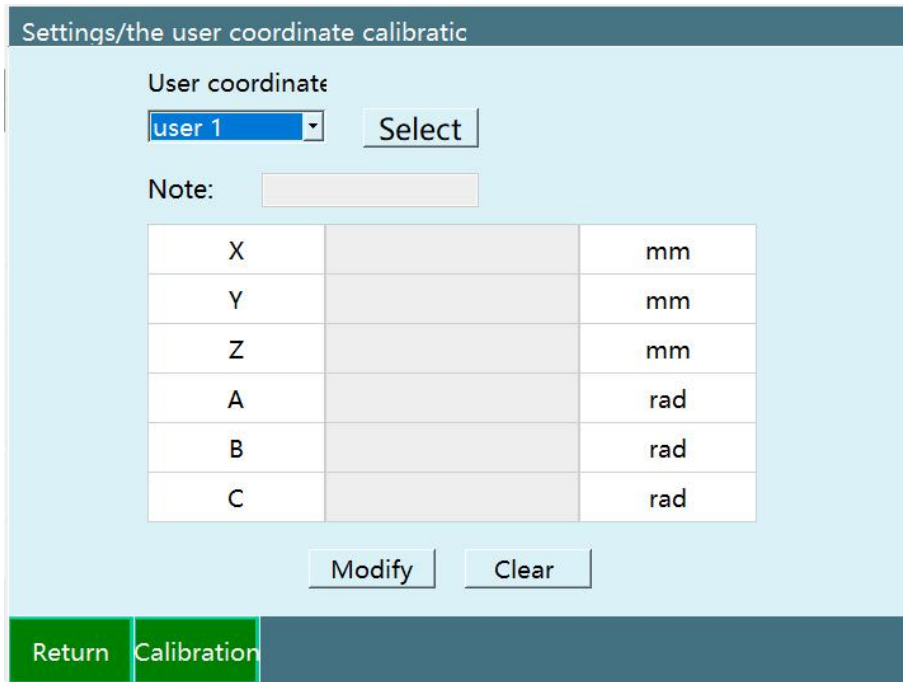 Settings/the user coordinate calibratic
User coordinate
user 1 Select
Note:
X mm
Y mm
Z mm
A rad
B rad
C rad
Modify Clear
Return Calibration